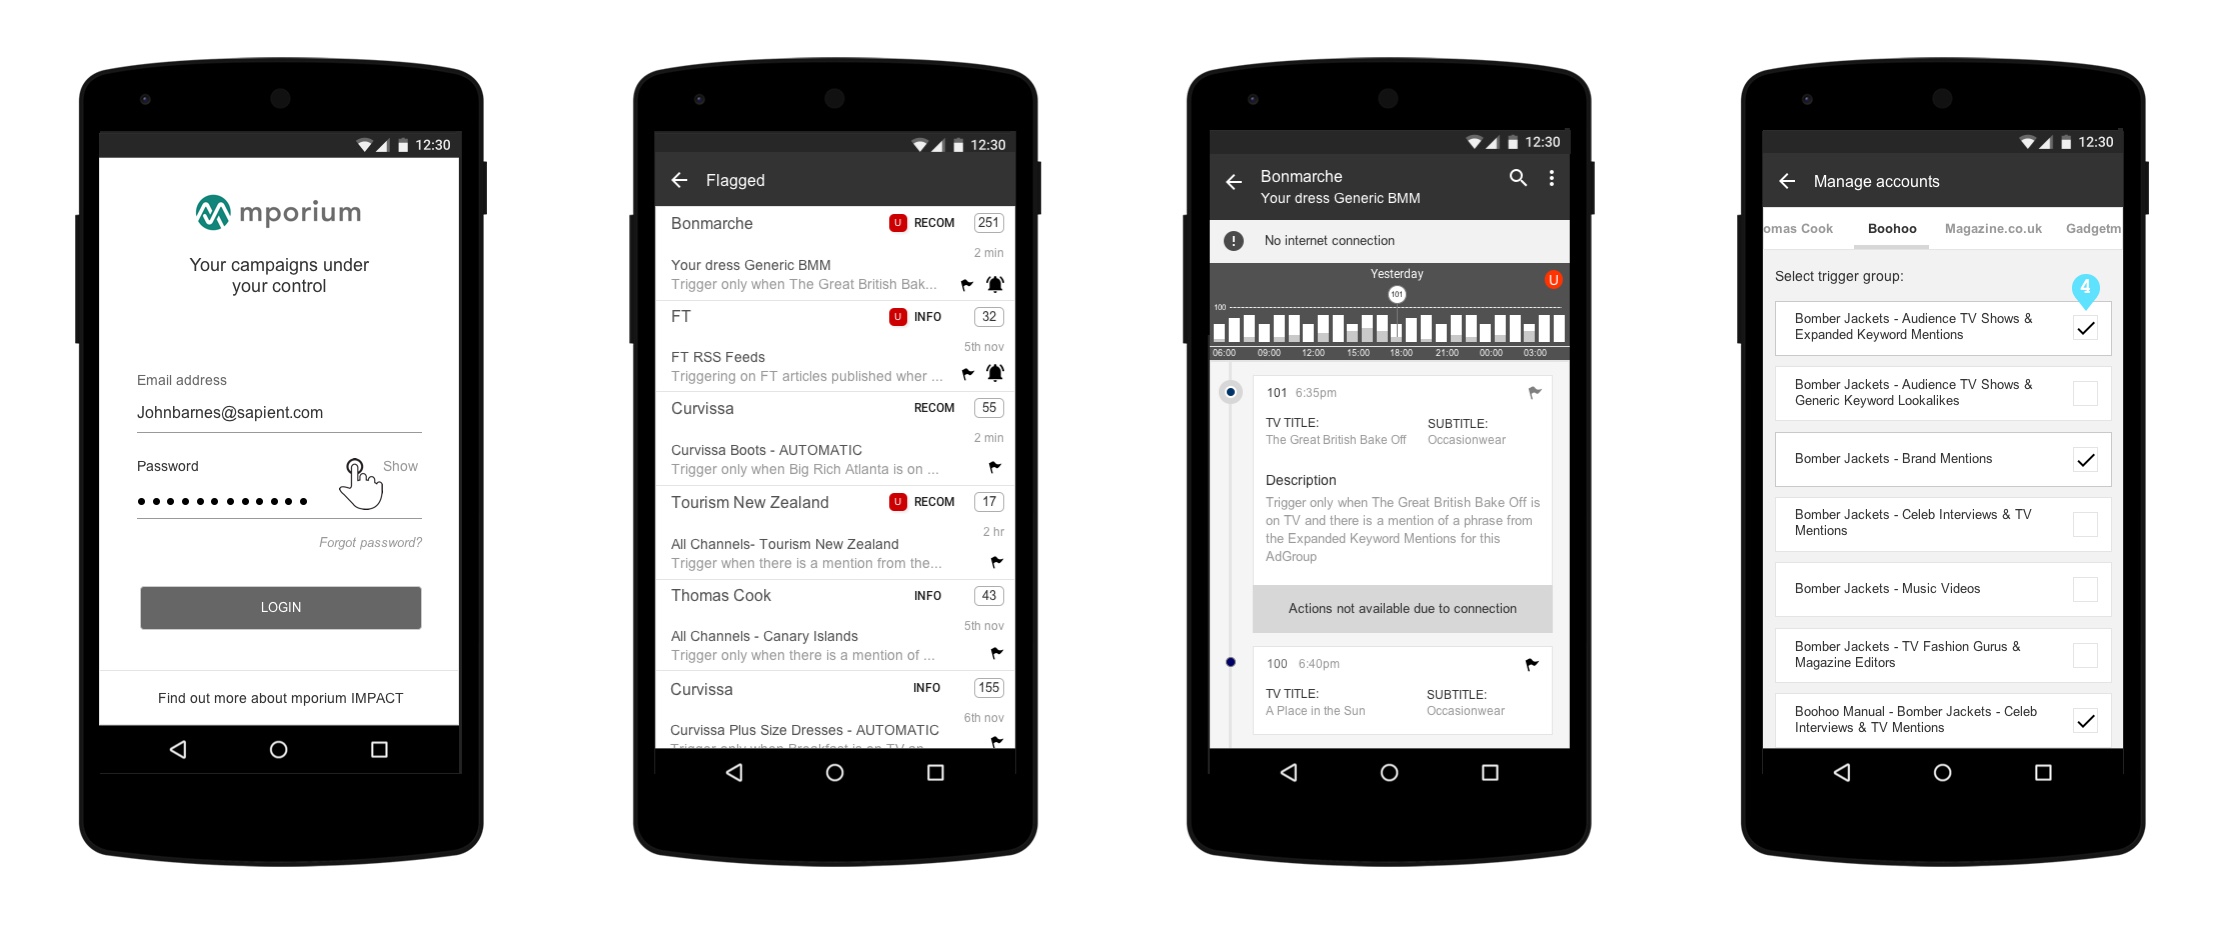 12:30
mporium
Your campaigns under
your control
Email address
Johnbarnes@sapient.com
Password
Show
Forgot password?
LOGIN
Find out more about mporium IMPACT
12:30
Flagged
Bonmarche U RECOM 251
2 min
Your dress Generic BMM
Trigger only when The Great British Bak...
FT U INFO 32
5th nov
FT RSS Feeds
Triggering on FT articles published wher ...
Curvissa RECOM 55
2 min
Curvissa Boots - AUTOMATIC
Trigger only when Big Rich Atlanta is on ...
Tourism New Zealand U RECOM 17
2 hr
All Channels- Tourism New Zealand
Trigger when there is a mention from the...
Thomas Cook INFO 43
5th nov
All Channels - Canary Islands
Trigger only when there is a mention of ...
Curvissa INFO 155
6th nov
Curvissa Plus Size Dresses - AUTOMATIC
Trigger only when Breakfast is on TV on
12:30
Bonmarche
Your dress Generic BMM
! No internet connection
Yesterday U
101
100
06:00 09:00 12:00 15:00 18:00 21:00 00:00 03:00
101 6:35pm
TV TITLE: SUBTITLE:
The Great British Bake Off Occasionwear
Description
Trigger only when The Great British Bake Off is
on TV and there is a mention of a phrase from
the Expanded Keyword Mentions for this
AdGroup
Actions not available due to connection
100 6:40pm
TV TITLE: SUBTITLE:
A Place in the Sun Occasionwear
12:30
Manage accounts
omas Cook Boohoo Magazine.co.uk Gadgetm
Select trigger group:
4
Bomber Jackets - Audience TV Shows &
Expanded Keyword Mentions
Bomber Jackets - Audience TV Shows &
Generic Keyword Lookalikes
Bomber Jackets - Brand Mentions
Bomber Jackets - Celeb Interviews & TV
Mentions
Bomber Jackets - Music Videos
Bomber Jackets - TV Fashion Gurus &
Magazine Editors
Boohoo Manual - Bomber Jackets - Celeb
Interviews & TV Mentions